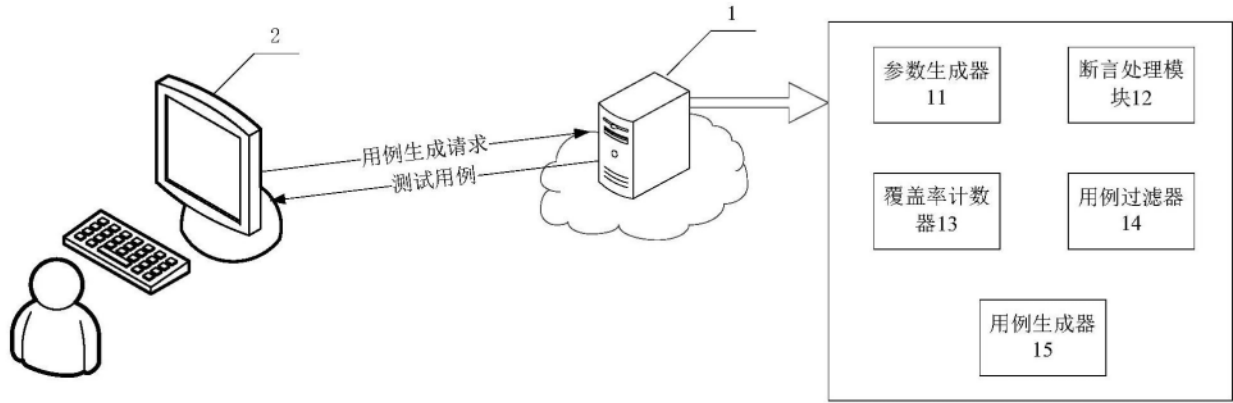 2
1
用例生成请求
测试用例
参数生成器
11
断言处理模
块12
覆盖率计数
器13
用例过滤器
14
用例生成器
15